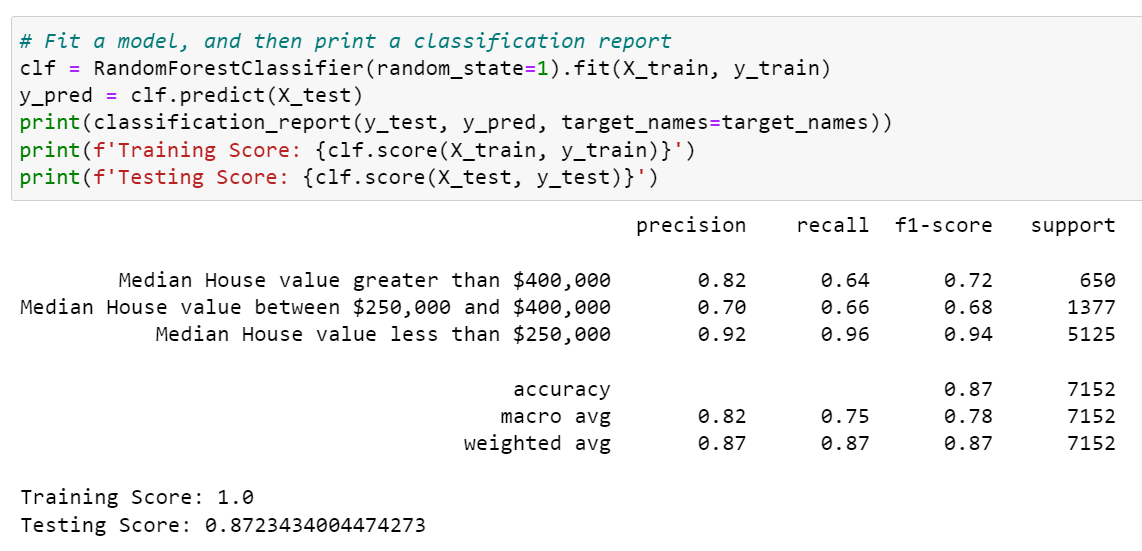 # Fit a model, and then print a classification report
clf = RandomForestClassifier(random_state=1).fit(X_train, y_train)
y_pred = clf.predict(X_test)
print(classification_report(y_test, y_pred, target_names=target_names))
print(f'Training Score: {clf.score(X_train, y_train)}')
print(f'Testing Score: {clf.score(X_test, y_test)}')
precision recall f1-score support
Median House value greater than $400,000 0.82 0.64 0.72 650
Median House value between $250,000 and $400,000 0.70 0.66 0.68 1377
Median House value less than $250,000 0.92 0.96 0.94 5125
accuracy 0.87 7152
macro avg 0.82 0.75 0.78 7152
weighted avg 0.87 0.87 0.87 7152
Training Score: 1.0
Testing Score: 0.8723434004474273